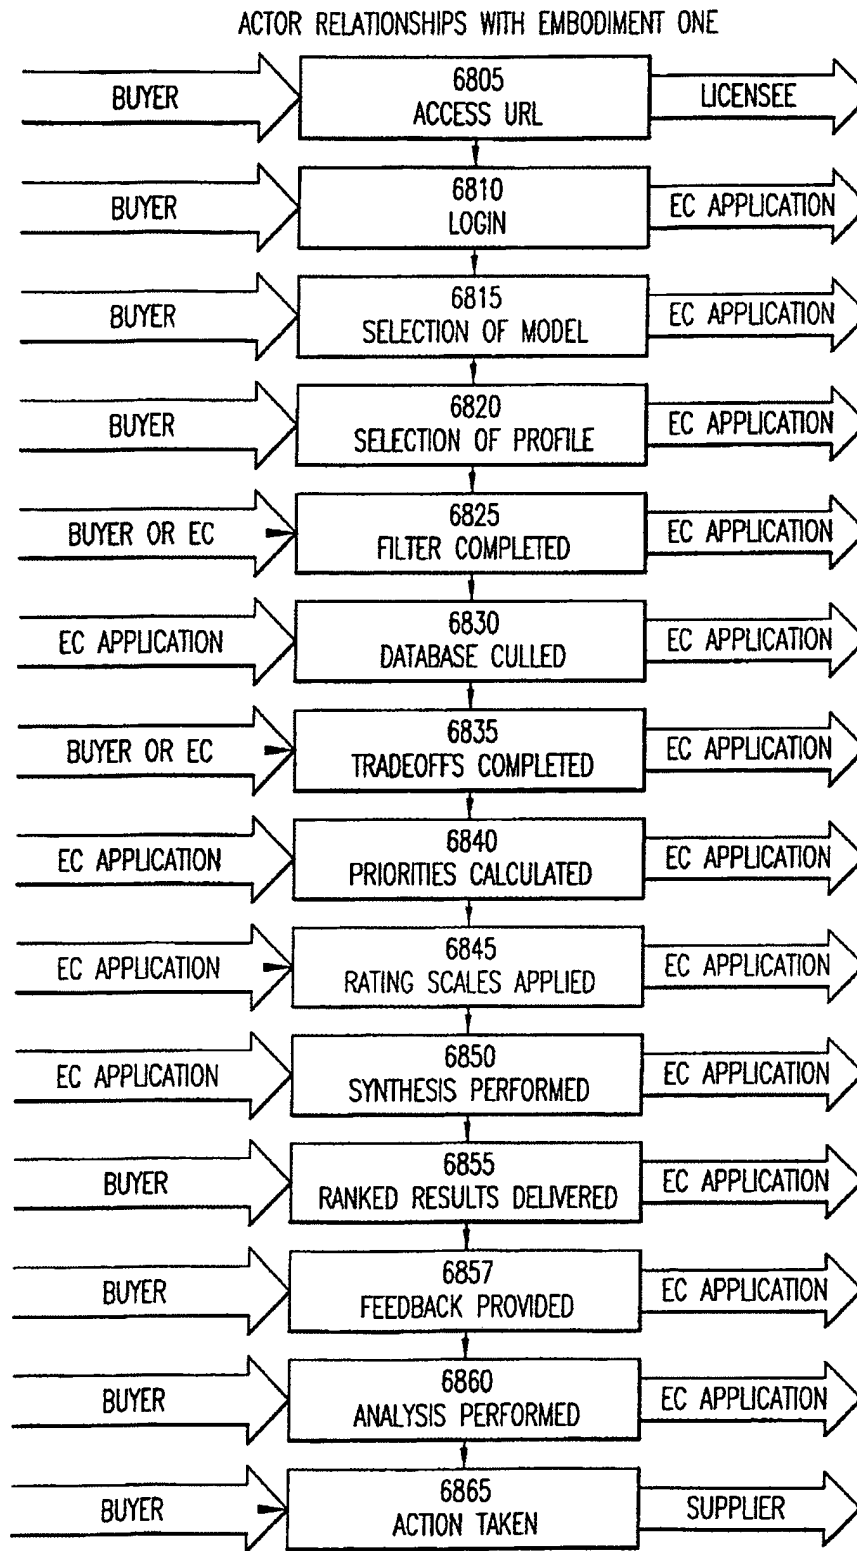 ACTOR RELATIONSHIPS WITH EMBODIMENT ONE
BUYER
6805
ACCESS URL
LICENSEE
BUYER
6810
LOGIN
EC APPLICATION
BUYER
6815
SELECTION OF MODEL
EC APPLICATION
BUYER
6820
SELECTION OF PROFILE
EC APPLICATION
BUYER OR EC
6825
FILTER COMPLETED
EC APPLICATION
EC APPLICATION
6830
DATABASE CULLED
EC APPLICATION
BUYER OR EC
6835
TRADEOFFS COMPLETED
EC APPLICATION
EC APPLICATION
6840
PRIORITIES CALCULATED
EC APPLICATION
EC APPLICATION
6845
RATING SCALES APPLIED
EC APPLICATION
EC APPLICATION
6850
SYNTHESIS PERFORMED
EC APPLICATION
BUYER
6855
RANKED RESULTS DELIVERED
EC APPLICATION
BUYER
6857
FEEDBACK PROVIDED
EC APPLICATION
BUYER
6860
ANALYSIS PERFORMED
EC APPLICATION
BUYER
6865
ACTION TAKEN
SUPPLIER